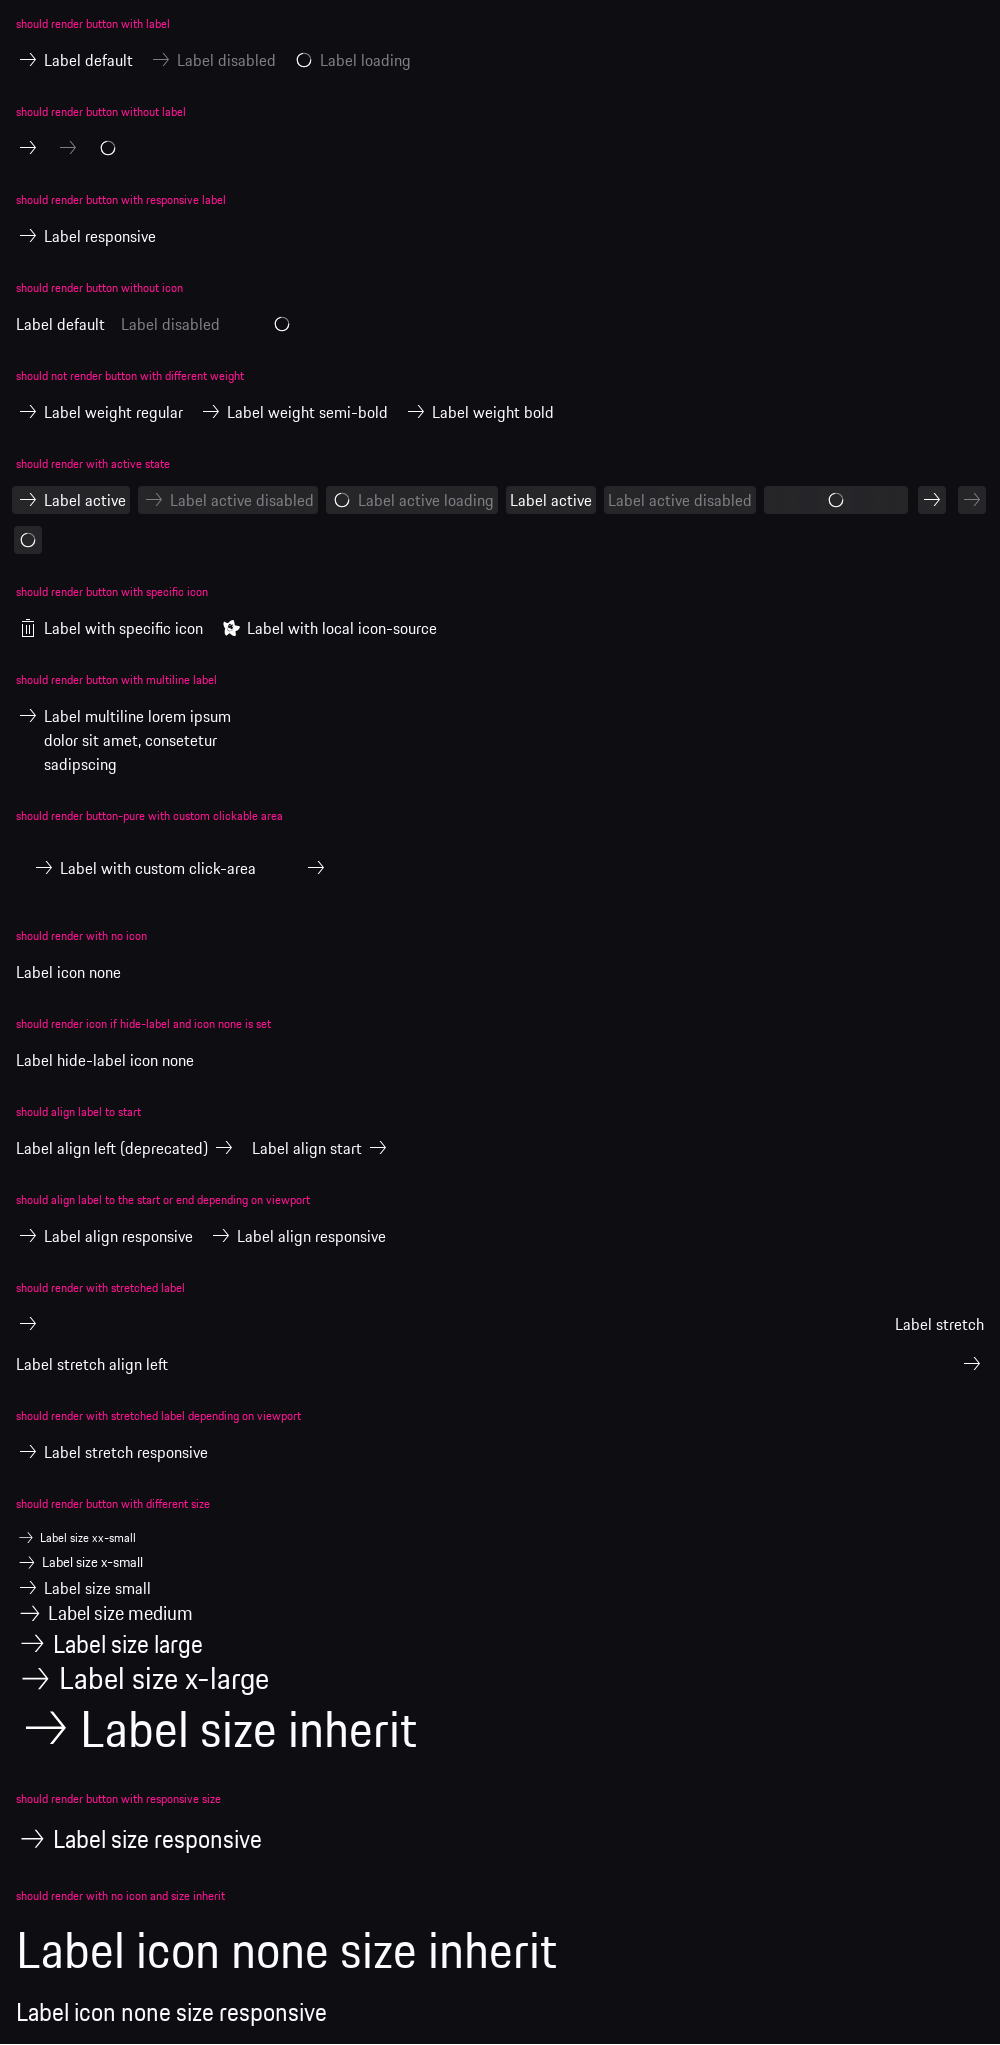 should render button with label
Label default Label disabled Label loading
should render button without label
should render button with responsive label
Label responsive
should render button without icon
Label default Label disabled
should not render button with different weight
Label weight regular Label weight semi-bold Label weight bold
should render with active state
Label active Label active disabled Label active loading Label active Label active disabled
should render button with specific icon
Label with specific icon Label with local icon-source
should render button with multiline label
Label multiline lorem ipsum
dolor sit amet, consetetur
sadipscing
should render button-pure with custom clickable area
Label with custom click-area
should render with no icon
Label icon none
should render icon if hide-label and icon none is set
Label hide-label icon none
should align label to start
Label align left (deprecated) Label align start
should align label to the start or end depending on viewport
Label align responsive Label align responsive
should render with stretched label
Label stretch
Label stretch align left
should render with stretched label depending on viewport
Label stretch responsive
should render button with different size
Label size xx-small
Label size x-small
Label size small
Label size medium
Label size large
Label size x-large
Label size inherit
should render button with responsive size
Label size responsive
should render with no icon and size inherit
Label icon none size inherit
Label icon none size responsive